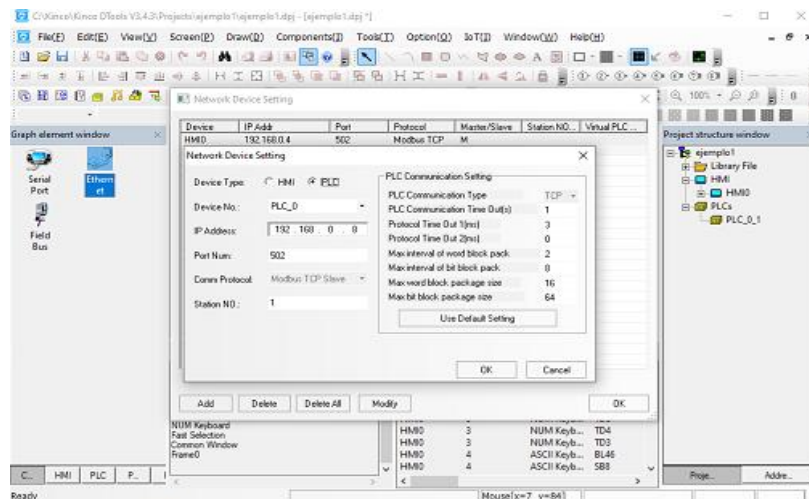 C:\Kinco\Kinco DTools V3.4.3\Projects\ejemplo1\ejemplo1.dpj - [ejemplo1.dpj *]
File(F) Edit(E) View(V) Screen(P) Draw(D) Components(J) Tools(T) Option(O) IoT(I) Window(W) Help(H)
100%
0
Graph element window
Serial
Port
Ethern
et
Field
Bus
Network Device Setting
Device IP Addr Port Protocol Master/Slave Station NO... Virtual PLC ...
HMI0 192.168.0.4 502 Modbus TCP M
Network Device Setting
Device Type: HMI PLC
Device No.: PLC_0
IP Address: 192 . 168 . 0 . 8
Port Num: 502
Comm Protocol: Modbus TCP Slave
Station NO.: 1
PLC Communication Setting
PLC Communication Type TCP
PLC Communication Time Out(s) 1
Protocol Time Out 1(ms) 3
Protocol Time Out 2(ms) 0
Max interval of word block pack 2
Max interval of bit block pack 8
Max word block package size 16
Max bit block package size 64
Use Default Setting
OK Cancel
Add Delete Delete All Modify OK
Project structure window
ejemplo1
Library File
HMI
HMI0
PLCs
PLC_0_1
NUM Keyboard
Fast Selection
Common Window
Frame0
HMI0 3 NUM Keyb... TD4
HMI0 3 NUM Keyb... TD3
HMI0 4 ASCII Keyb... BL46
HMI0 4 ASCII Keyb... SB8
C... HMI PLC P...
Proje... Addre...
Ready
Mouse[x=7 y=84]